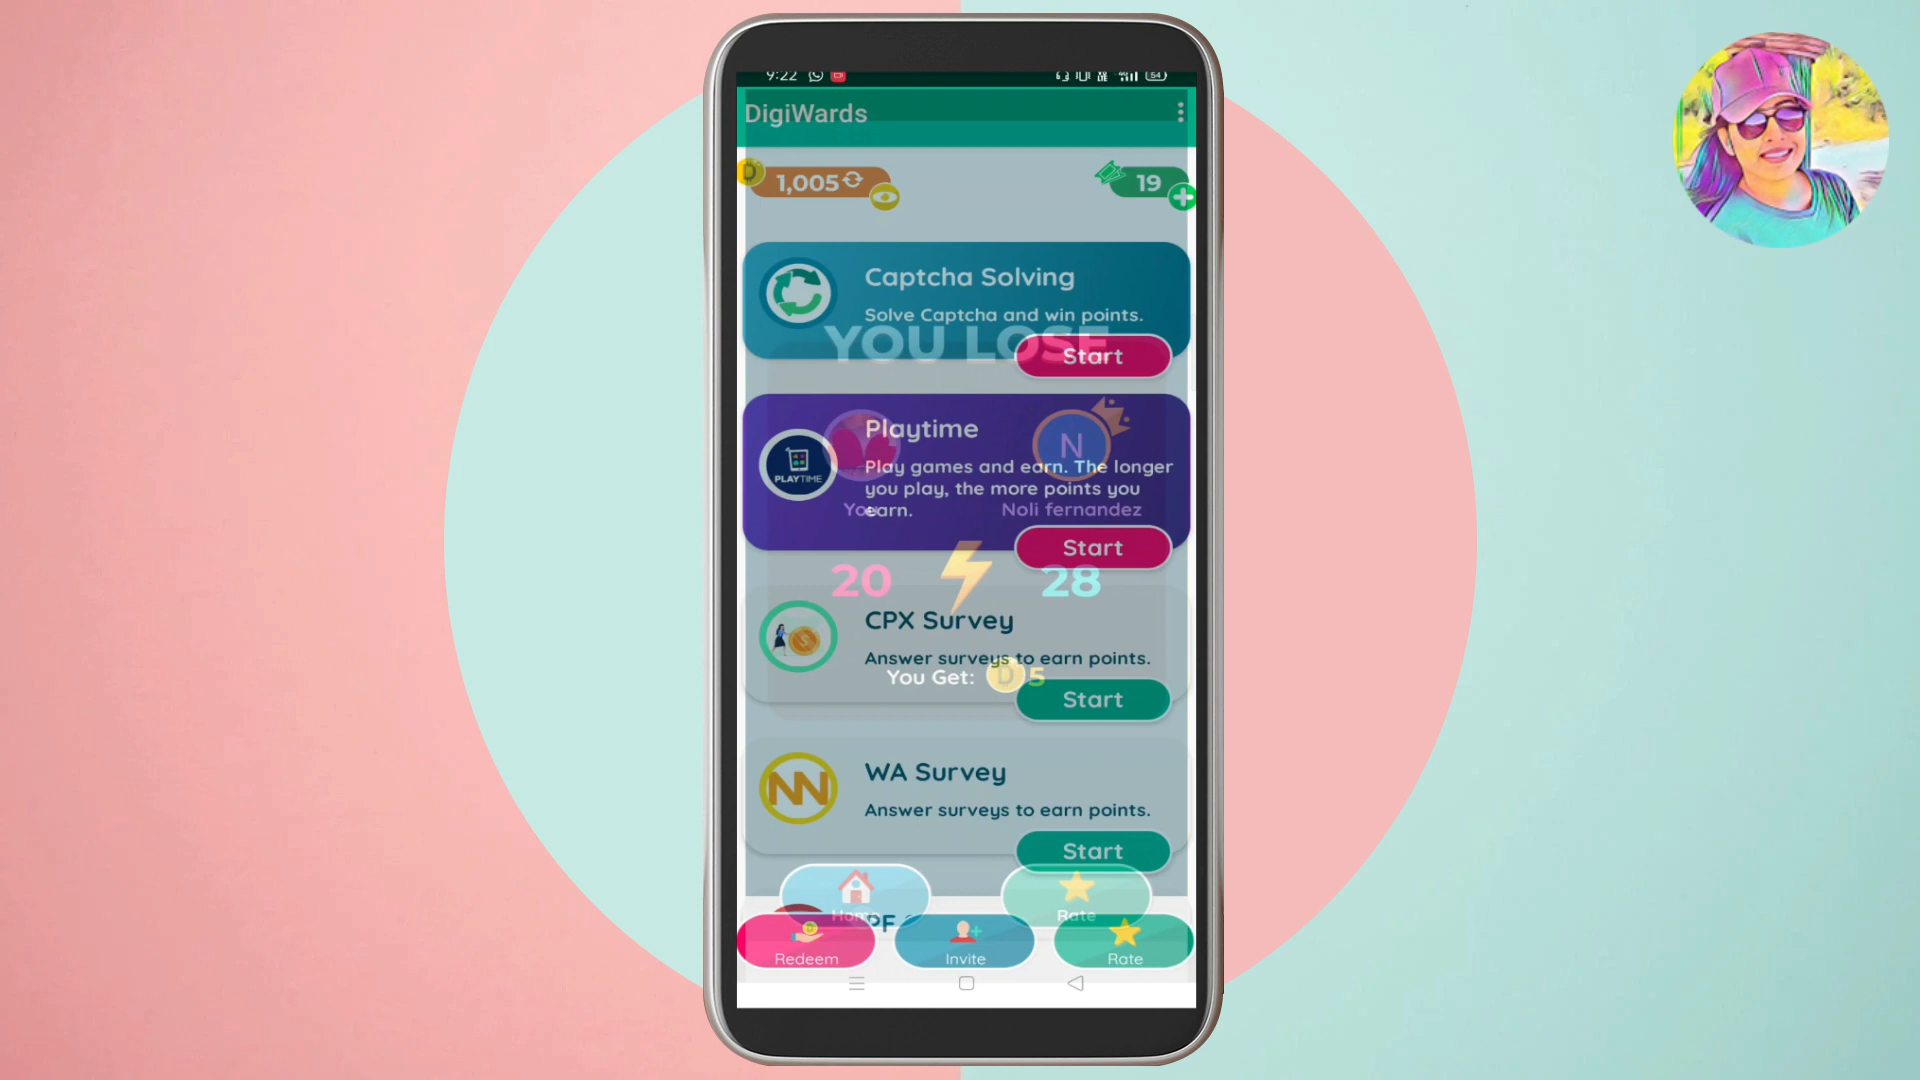 9:22
54
DigiWards
1,005
19
Captcha Solving
Solve Captcha and win points.
YOU LOSE
Start
Playtime
PLAYTIME
N
Play games and earn. The longer
you play, the more points you
earn.
You
Noli fernandez
Start
20
28
CPX Survey
Answer surveys to earn points.
You Get: D 5
Start
WA Survey
Answer surveys to earn points.
Start
Home
Rate
Redeem
Invite
Rate